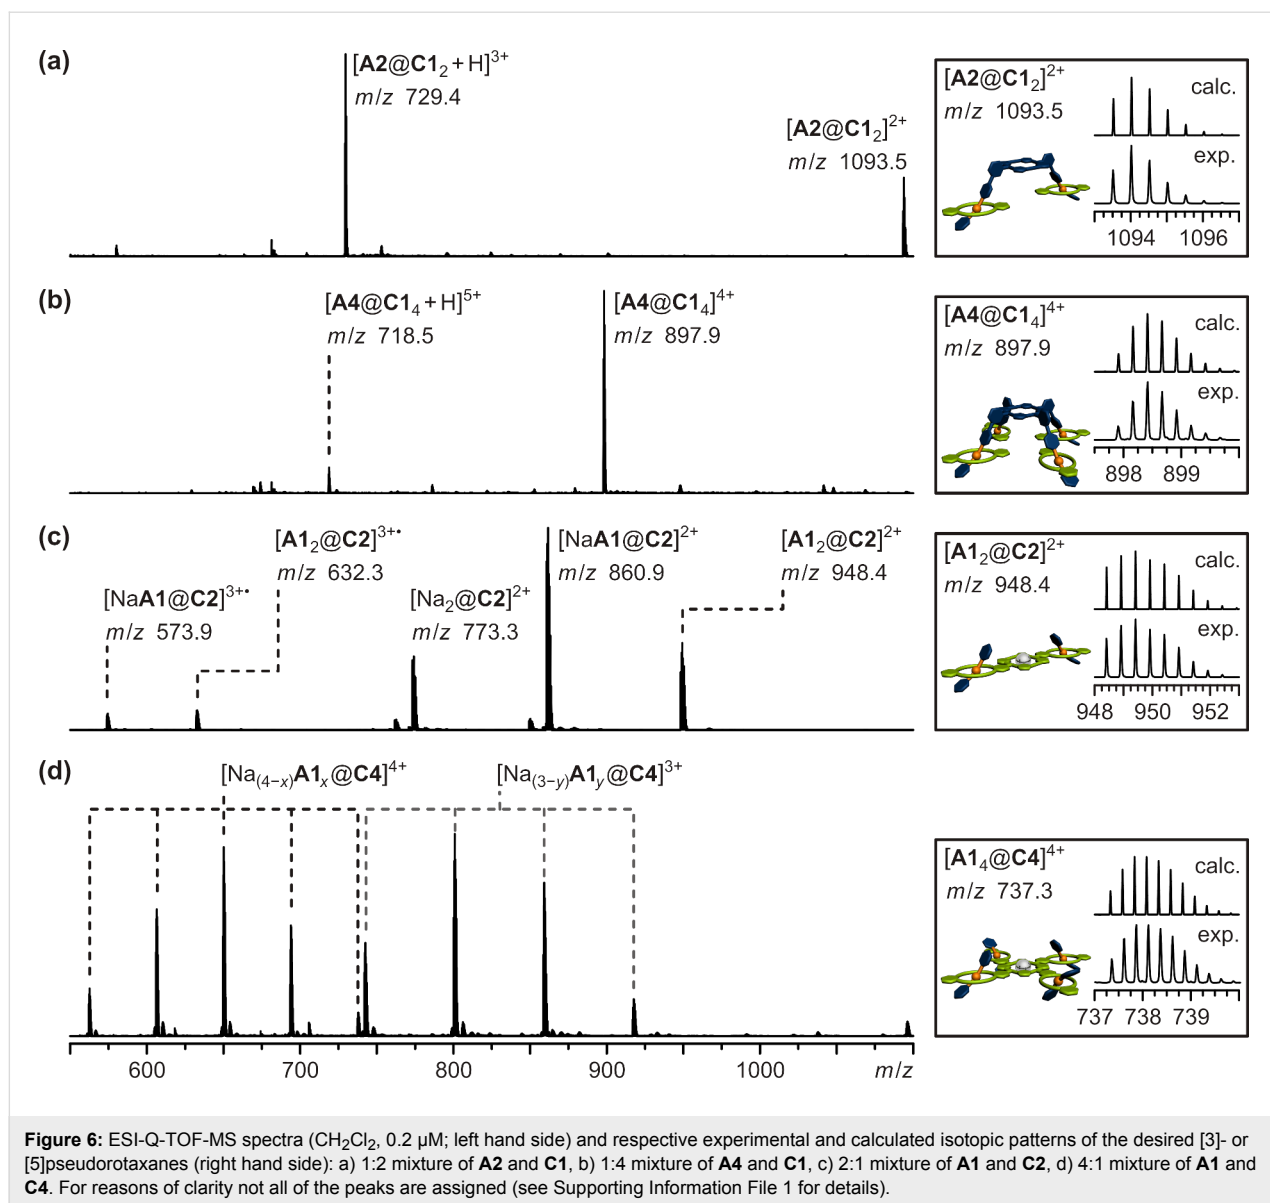 (a)
[A2@C1₂ + H]³⁺
m/z 729.4
[A2@C1₂]²⁺
m/z 1093.5
[A2@C1₂]²⁺
m/z 1093.5
calc.
exp.
1094 1096
(b)
[A4@C1₄ + H]⁵⁺
m/z 718.5
[A4@C1₄]⁴⁺
m/z 897.9
[A4@C1₄]⁴⁺
m/z 897.9
calc.
exp.
898 899
(c)
[NaA1@C2]³⁺•
m/z 573.9
[A1₂@C2]³⁺•
m/z 632.3
[Na₂@C2]²⁺
m/z 773.3
[NaA1@C2]²⁺
m/z 860.9
[A1₂@C2]²⁺
m/z 948.4
[A1₂@C2]²⁺
m/z 948.4
calc.
exp.
948 950 952
(d)
[Na₍₄₋ₓ₎A1ₓ@C4]⁴⁺
[Na₍₃₋y₎A1y@C4]³⁺
[A1₄@C4]⁴⁺
m/z 737.3
calc.
exp.
737 738 739
600 700 800 900 1000 m/z
Figure 6: ESI-Q-TOF-MS spectra (CH₂Cl₂, 0.2 µM; left hand side) and respective experimental and calculated isotopic patterns of the desired [3]- or
[5]pseudorotaxanes (right hand side): a) 1:2 mixture of A2 and C1, b) 1:4 mixture of A4 and C1, c) 2:1 mixture of A1 and C2, d) 4:1 mixture of A1 and
C4. For reasons of clarity not all of the peaks are assigned (see Supporting Information File 1 for details).